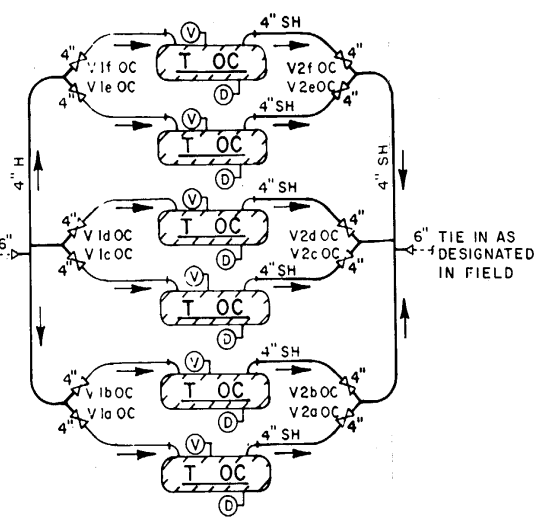 4" SH
4" SH
4"
V
4"
V1f OC
T OC
V2f OC
V1e OC
V2e OC
4"
D
4"
V
4" SH
T OC
4" H
D
4" SH
4" SH
4"
V
4"
V1d OC
T OC
V2d OC
6"
6" TIE IN AS
V1c OC
V2c OC
DESIGNATED
4"
D
4"
IN FIELD
V
4" SH
T OC
D
4" SH
4"
V
4"
V1b OC
T OC
V2b OC
V1a OC
V2a OC
4"
D
4"
V
4" SH
T OC
D